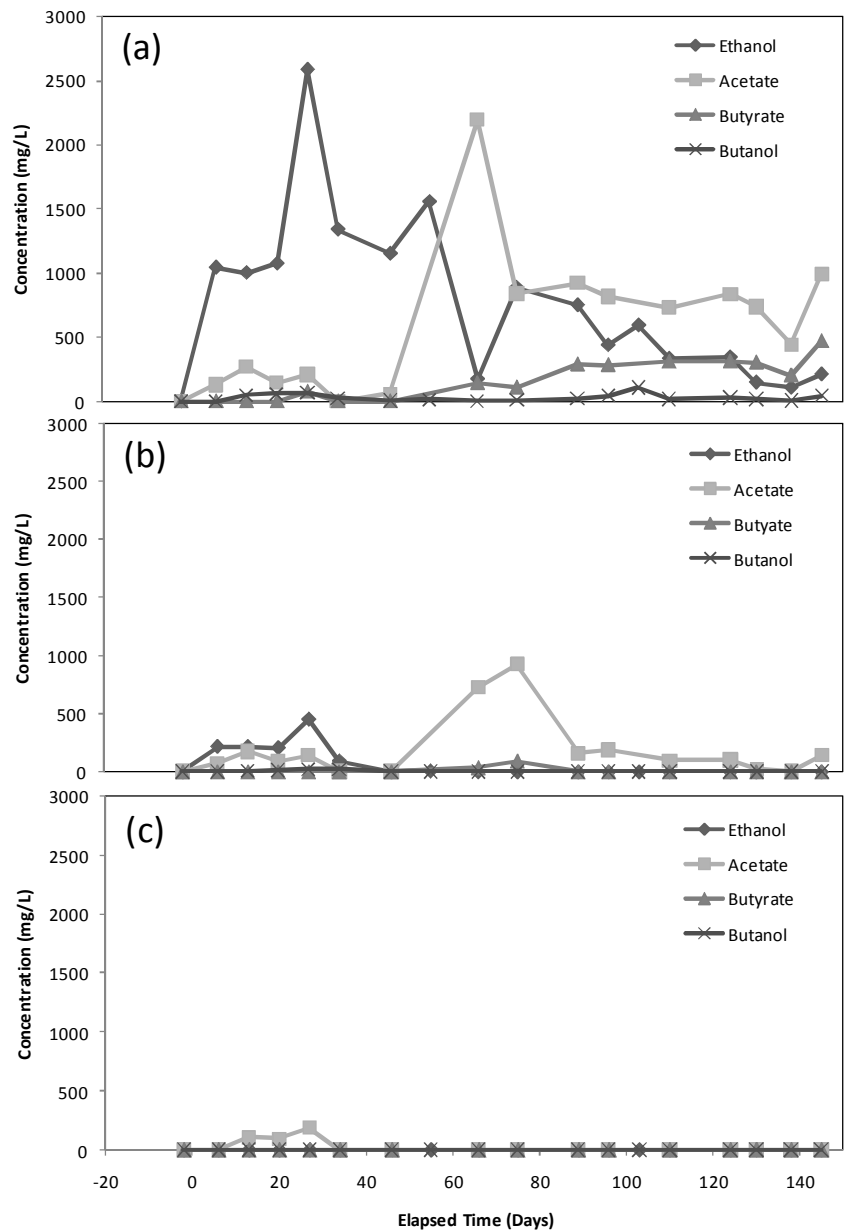 3000
2500
2000
1500
1000
500
0
Concentration (mg/L)
(a)
Ethanol
Acetate
Butyrate
Butanol
3000
2500
2000
1500
1000
500
0
Concentration (mg/L)
(b)
Ethanol
Acetate
Butyate
Butanol
3000
2500
2000
1500
1000
500
0
Concentration (mg/L)
(c)
Ethanol
Acetate
Butyrate
Butanol
-20 0 20 40 60 80 100 120 140
Elapsed Time (Days)